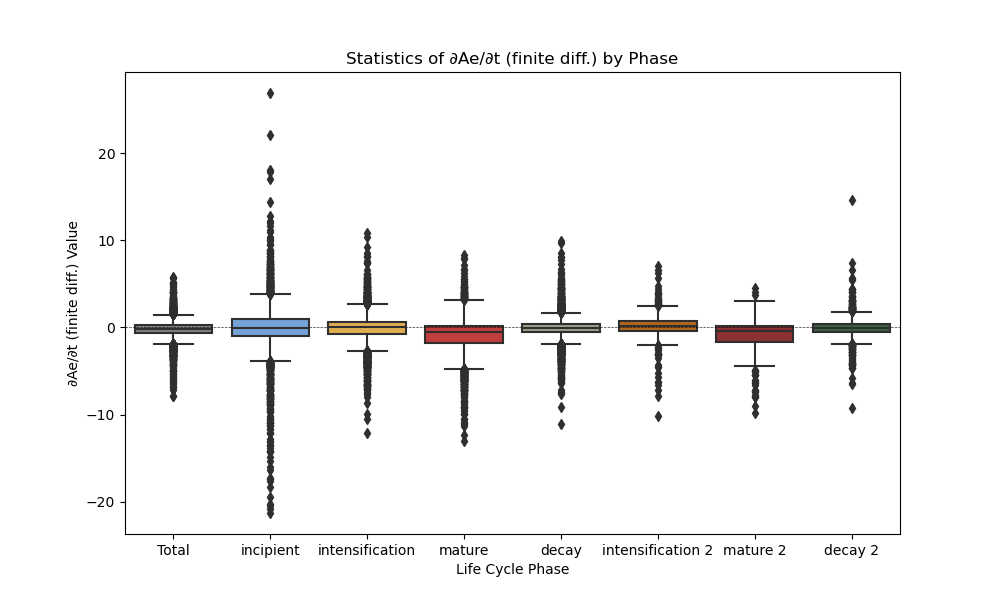 Statistics of ∂Ae/∂t (finite diff.) by Phase
∂Ae/∂t (finite diff.) Value
20
10
0
−10
−20
Total incipient intensification mature decay intensification 2 mature 2 decay 2
Life Cycle Phase